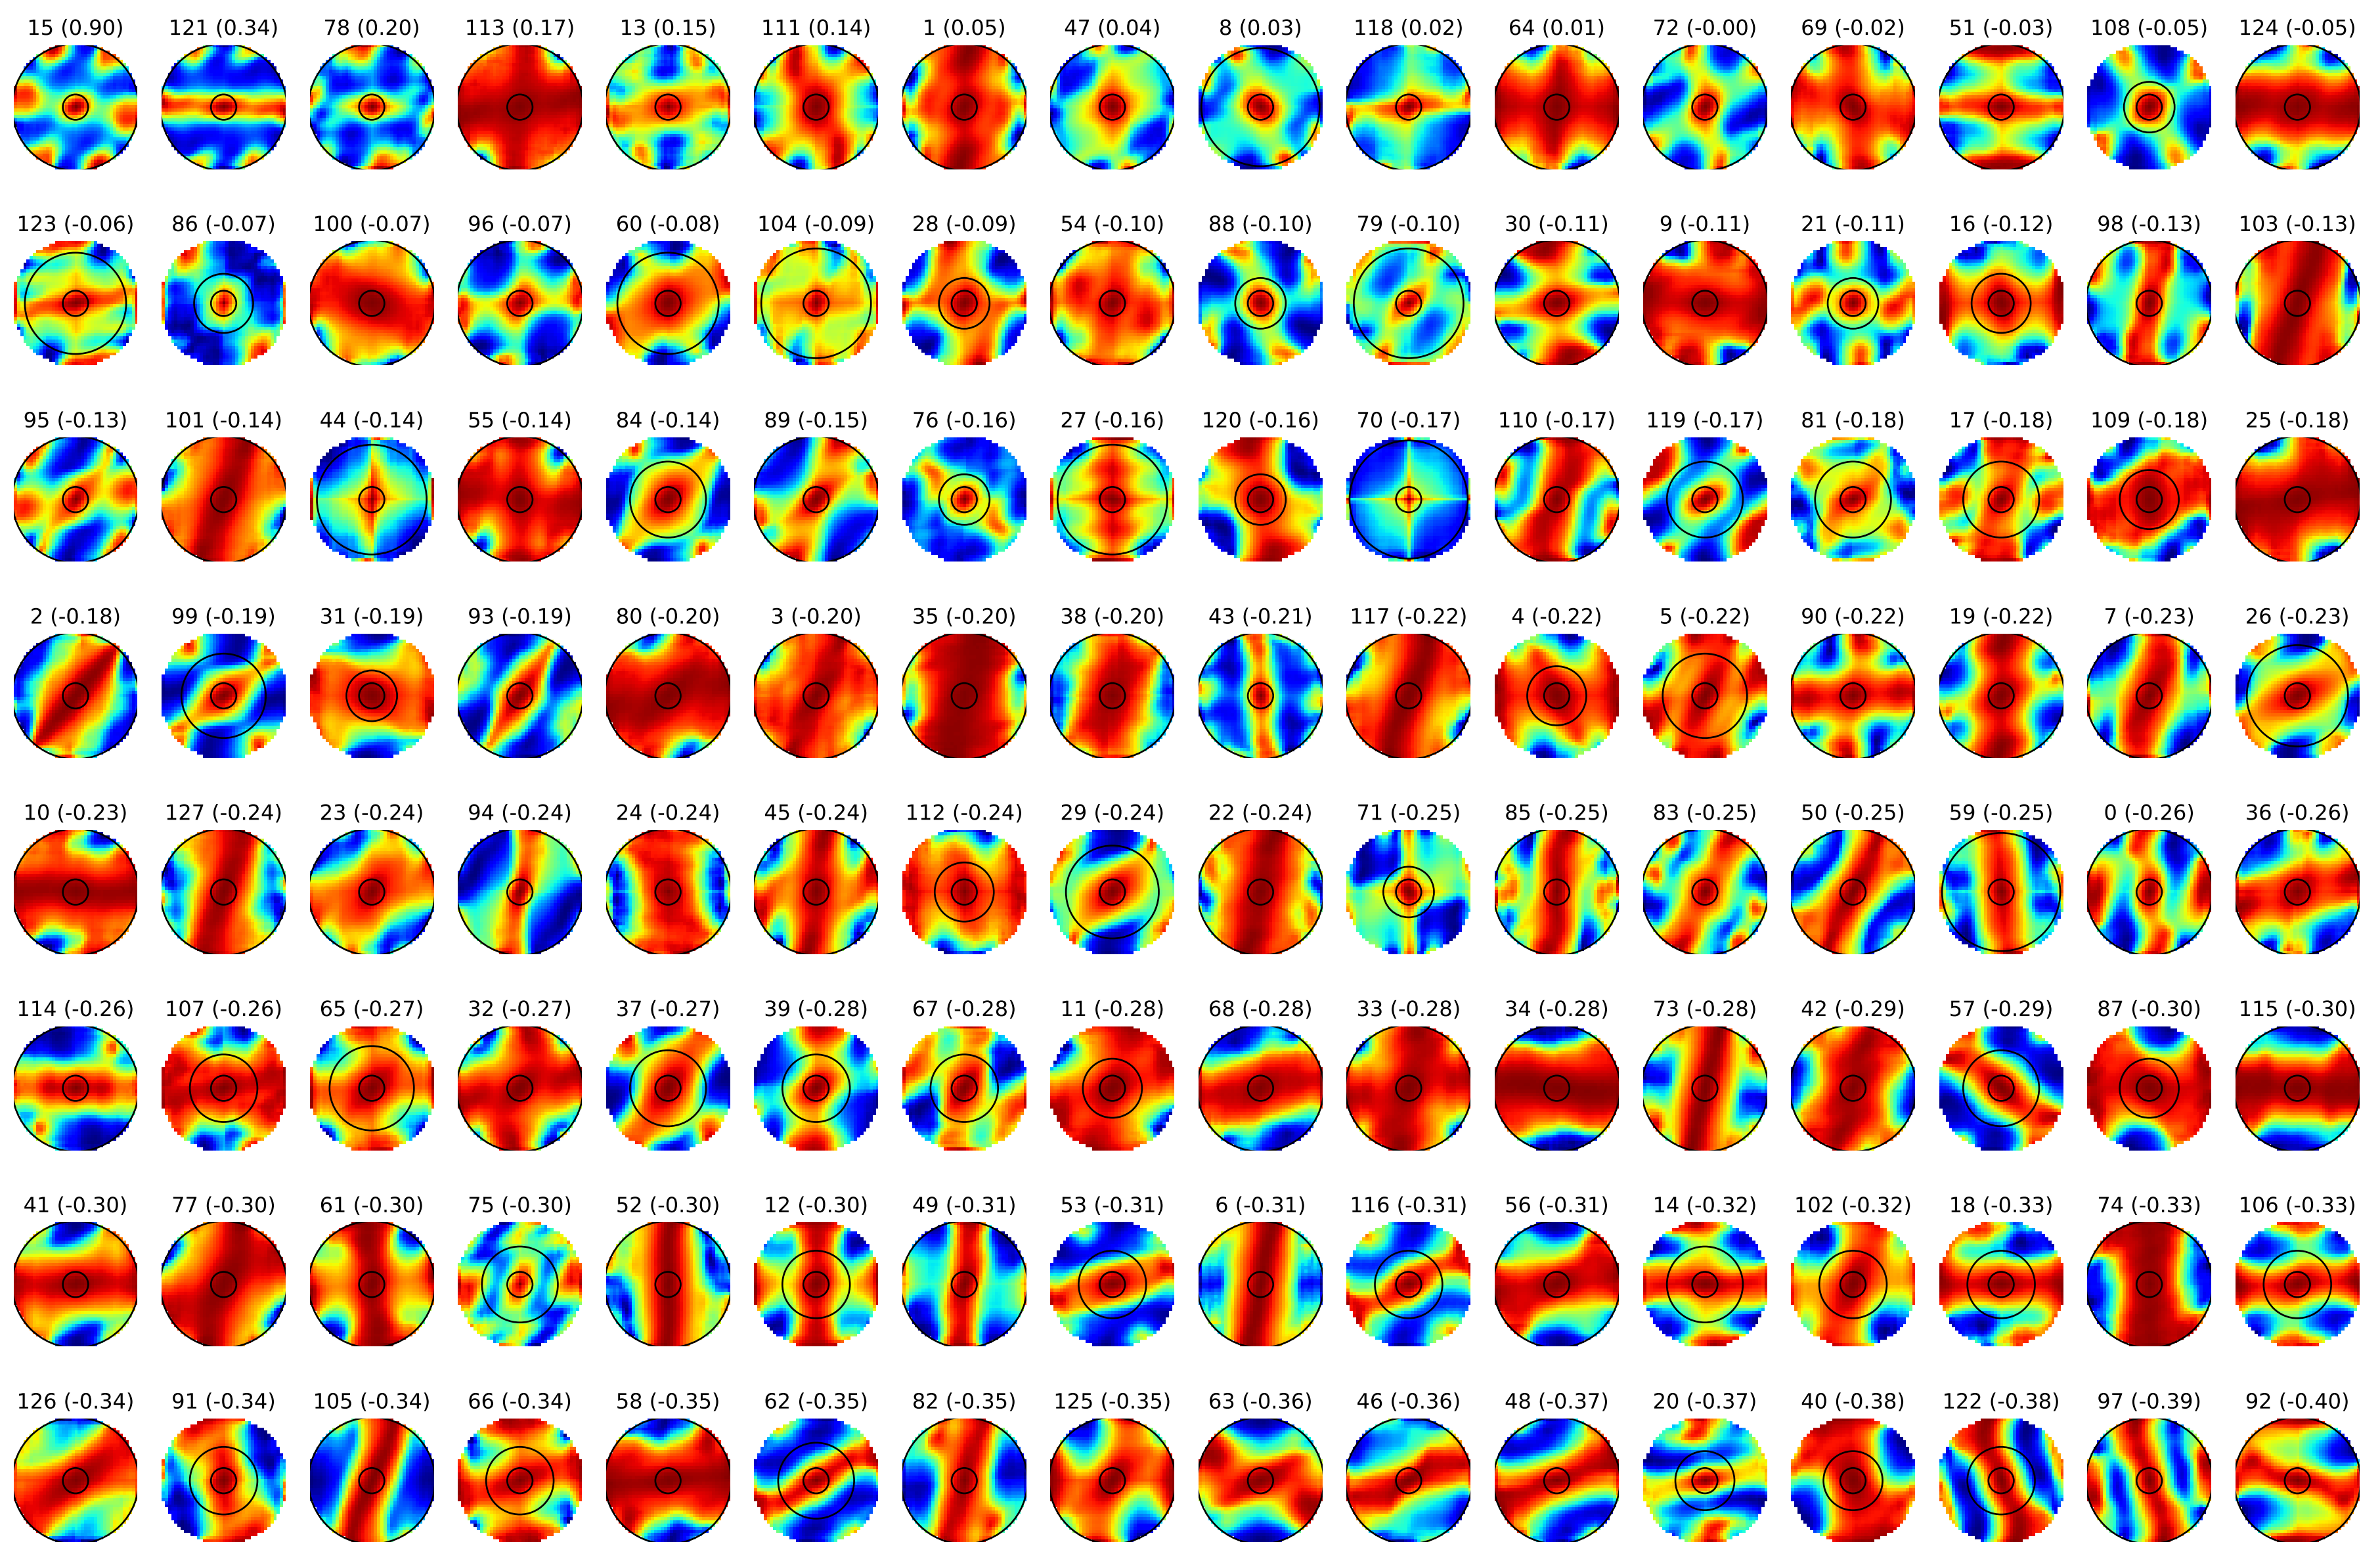 15 (0.90) 121 (0.34) 78 (0.20) 113 (0.17) 13 (0.15) 111 (0.14) 1 (0.05) 47 (0.04) 8 (0.03) 118 (0.02) 64 (0.01) 72 (-0.00) 69 (-0.02) 51 (-0.03) 108 (-0.05) 124 (-0.05)
123 (-0.06) 86 (-0.07) 100 (-0.07) 96 (-0.07) 60 (-0.08) 104 (-0.09) 28 (-0.09) 54 (-0.10) 88 (-0.10) 79 (-0.10) 30 (-0.11) 9 (-0.11) 21 (-0.11) 16 (-0.12) 98 (-0.13) 103 (-0.13)
95 (-0.13) 101 (-0.14) 44 (-0.14) 55 (-0.14) 84 (-0.14) 89 (-0.15) 76 (-0.16) 27 (-0.16) 120 (-0.16) 70 (-0.17) 110 (-0.17) 119 (-0.17) 81 (-0.18) 17 (-0.18) 109 (-0.18) 25 (-0.18)
2 (-0.18) 99 (-0.19) 31 (-0.19) 93 (-0.19) 80 (-0.20) 3 (-0.20) 35 (-0.20) 38 (-0.20) 43 (-0.21) 117 (-0.22) 4 (-0.22) 5 (-0.22) 90 (-0.22) 19 (-0.22) 7 (-0.23) 26 (-0.23)
10 (-0.23) 127 (-0.24) 23 (-0.24) 94 (-0.24) 24 (-0.24) 45 (-0.24) 112 (-0.24) 29 (-0.24) 22 (-0.24) 71 (-0.25) 85 (-0.25) 83 (-0.25) 50 (-0.25) 59 (-0.25) 0 (-0.26) 36 (-0.26)
114 (-0.26) 107 (-0.26) 65 (-0.27) 32 (-0.27) 37 (-0.27) 39 (-0.28) 67 (-0.28) 11 (-0.28) 68 (-0.28) 33 (-0.28) 34 (-0.28) 73 (-0.28) 42 (-0.29) 57 (-0.29) 87 (-0.30) 115 (-0.30)
41 (-0.30) 77 (-0.30) 61 (-0.30) 75 (-0.30) 52 (-0.30) 12 (-0.30) 49 (-0.31) 53 (-0.31) 6 (-0.31) 116 (-0.31) 56 (-0.31) 14 (-0.32) 102 (-0.32) 18 (-0.33) 74 (-0.33) 106 (-0.33)
126 (-0.34) 91 (-0.34) 105 (-0.34) 66 (-0.34) 58 (-0.35) 62 (-0.35) 82 (-0.35) 125 (-0.35) 63 (-0.36) 46 (-0.36) 48 (-0.37) 20 (-0.37) 40 (-0.38) 122 (-0.38) 97 (-0.39) 92 (-0.40)